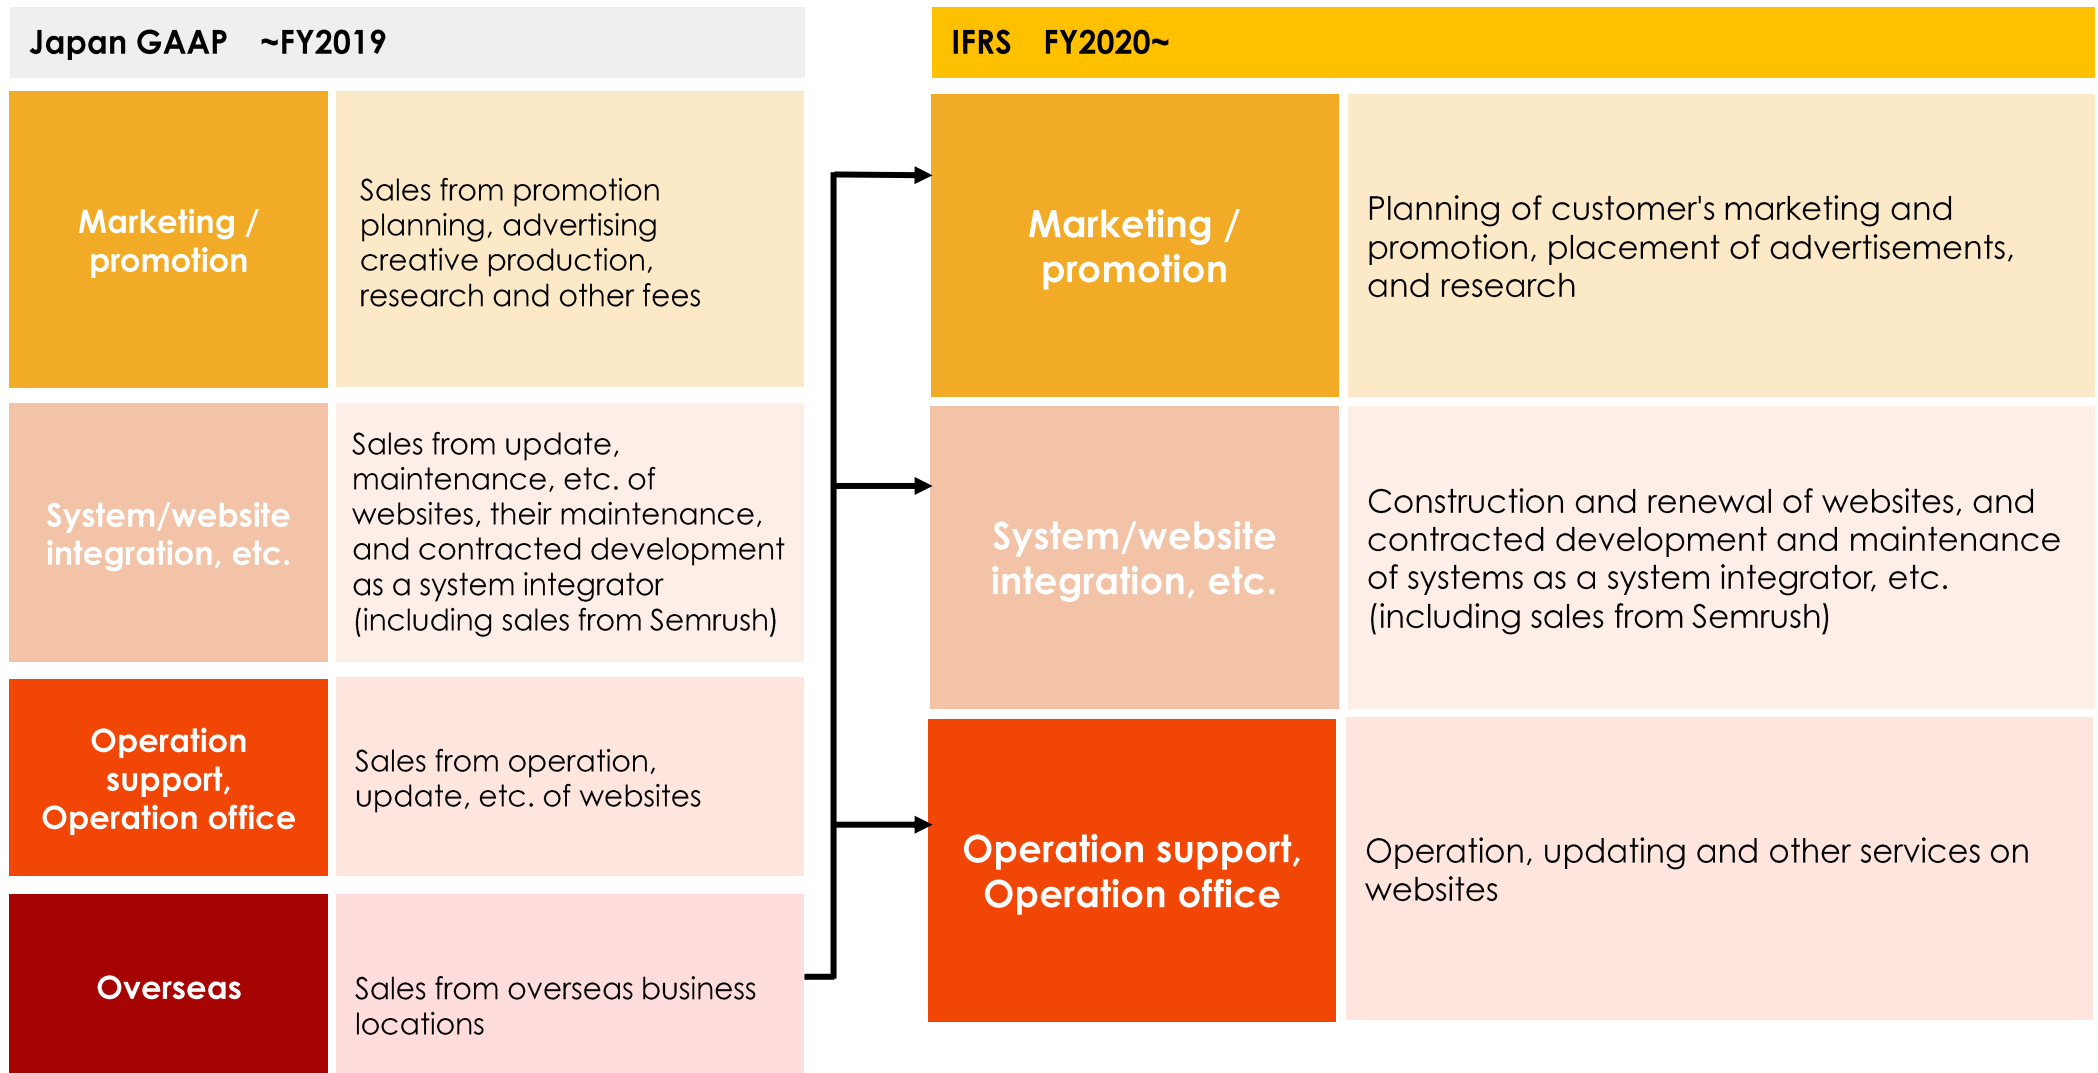 Japan GAAP ~FY2019
Marketing /
promotion
Sales from promotion
planning, advertising
creative production,
research and other fees
System/website
integration, etc.
Sales from update,
maintenance, etc. of
websites, their maintenance,
and contracted development
as a system integrator
(including sales from Semrush)
Operation
support,
Operation office
Sales from operation,
update, etc. of websites
Overseas
Sales from overseas business
locations
IFRS FY2020~
Marketing /
promotion
Planning of customer's marketing and
promotion, placement of advertisements,
and research
System/website
integration, etc.
Construction and renewal of websites, and
contracted development and maintenance
of systems as a system integrator, etc.
(including sales from Semrush)
Operation support,
Operation office
Operation, updating and other services on
websites